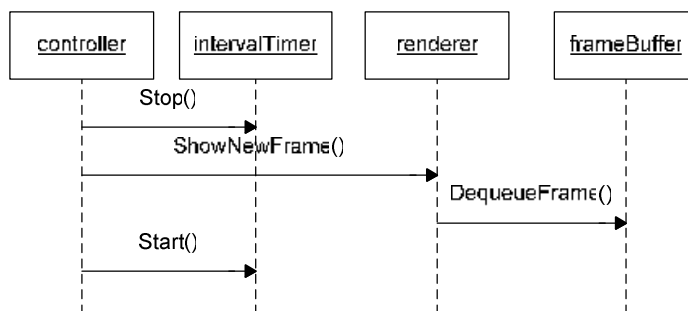 controller intervalTimer renderer frameBuffer
Stop()
ShowNewFrame()
DequeueFrame()
Start()